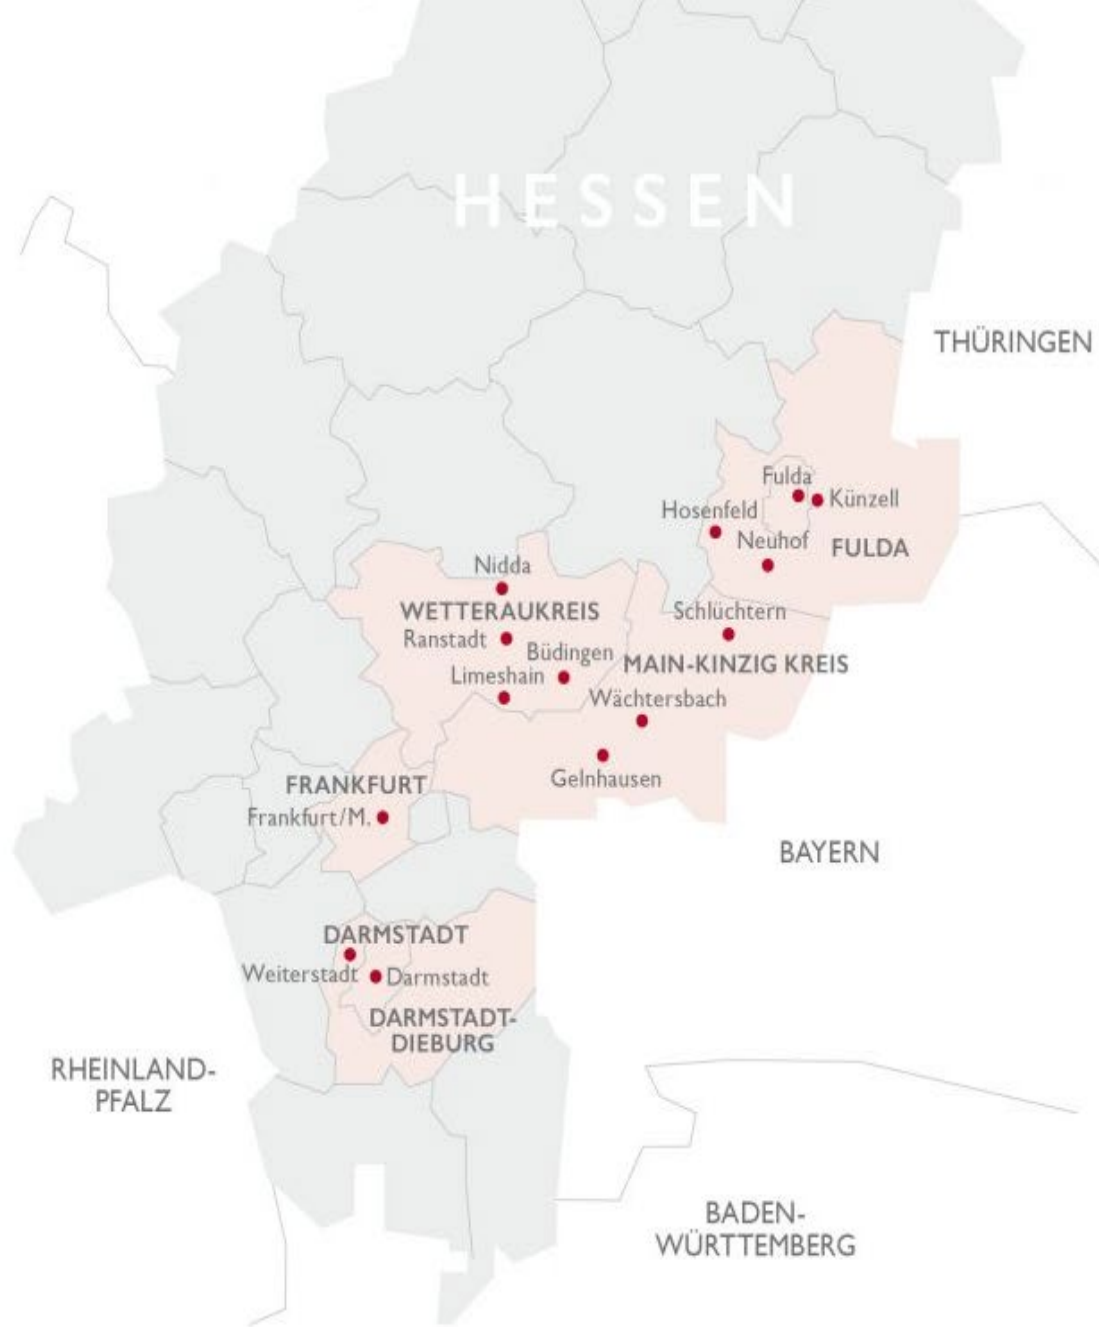 HESSEN
THÜRINGEN
Fulda
Künzell
Hosenfeld
Neuhof
FULDA
Nidda
WETTERAUKREIS
Schlüchtern
Ranstadt
Büdingen
MAIN-KINZIG KREIS
Limeshain
Wächtersbach
Gelnhausen
FRANKFURT
Frankfurt/M.
BAYERN
DARMSTADT
Weiterstadt
Darmstadt
DARMSTADT-
DIEBURG
RHEINLAND-
PFALZ
BADEN-
WÜRTTEMBERG